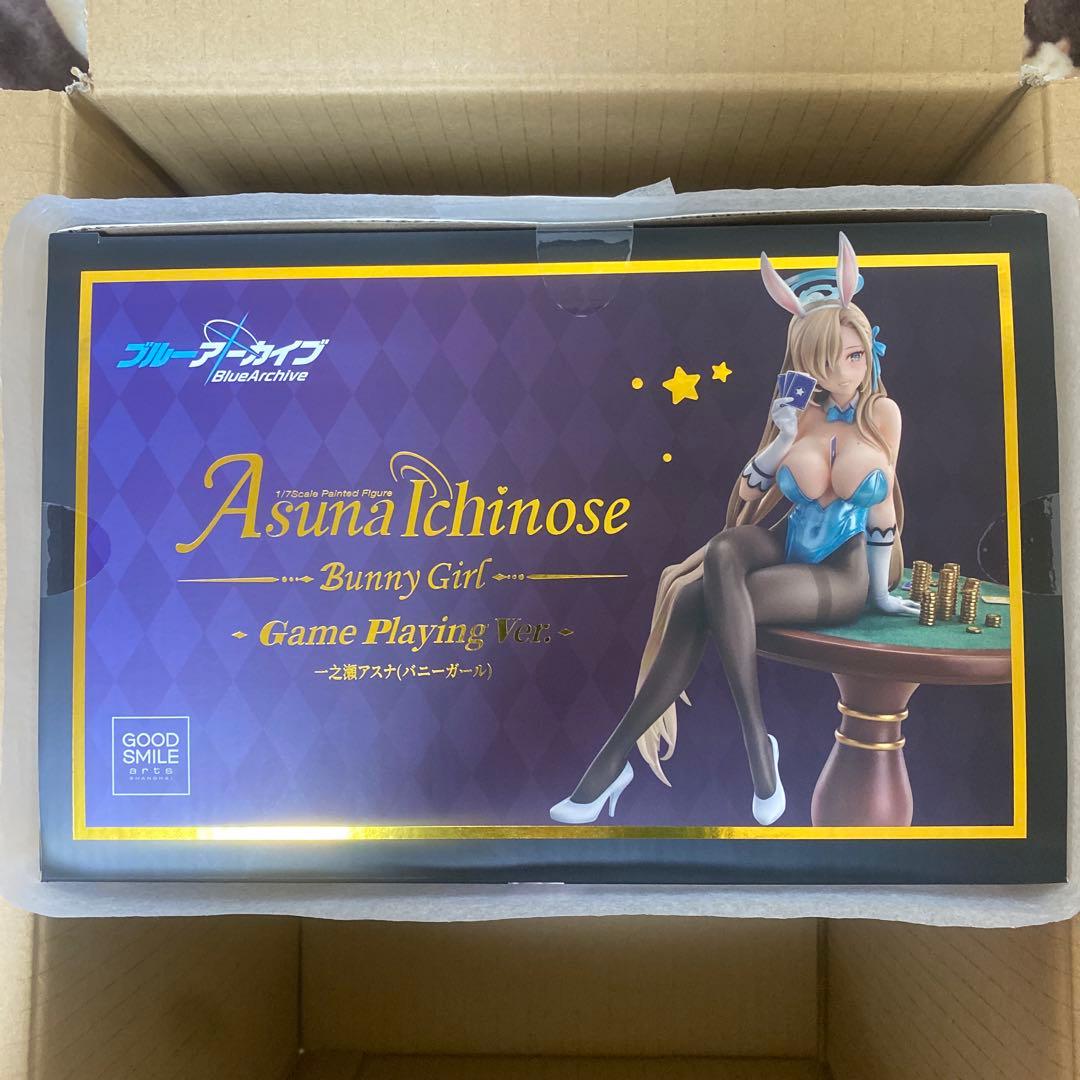 ブルーアーカイブ
BlueArchive
1/7Scale Painted Figure
Asuna Ichinose
Bunny Girl
Game Playing Ver.
一之瀬アスナ(バニーガール)
GOOD
SMILE
arts
SHANGHAI